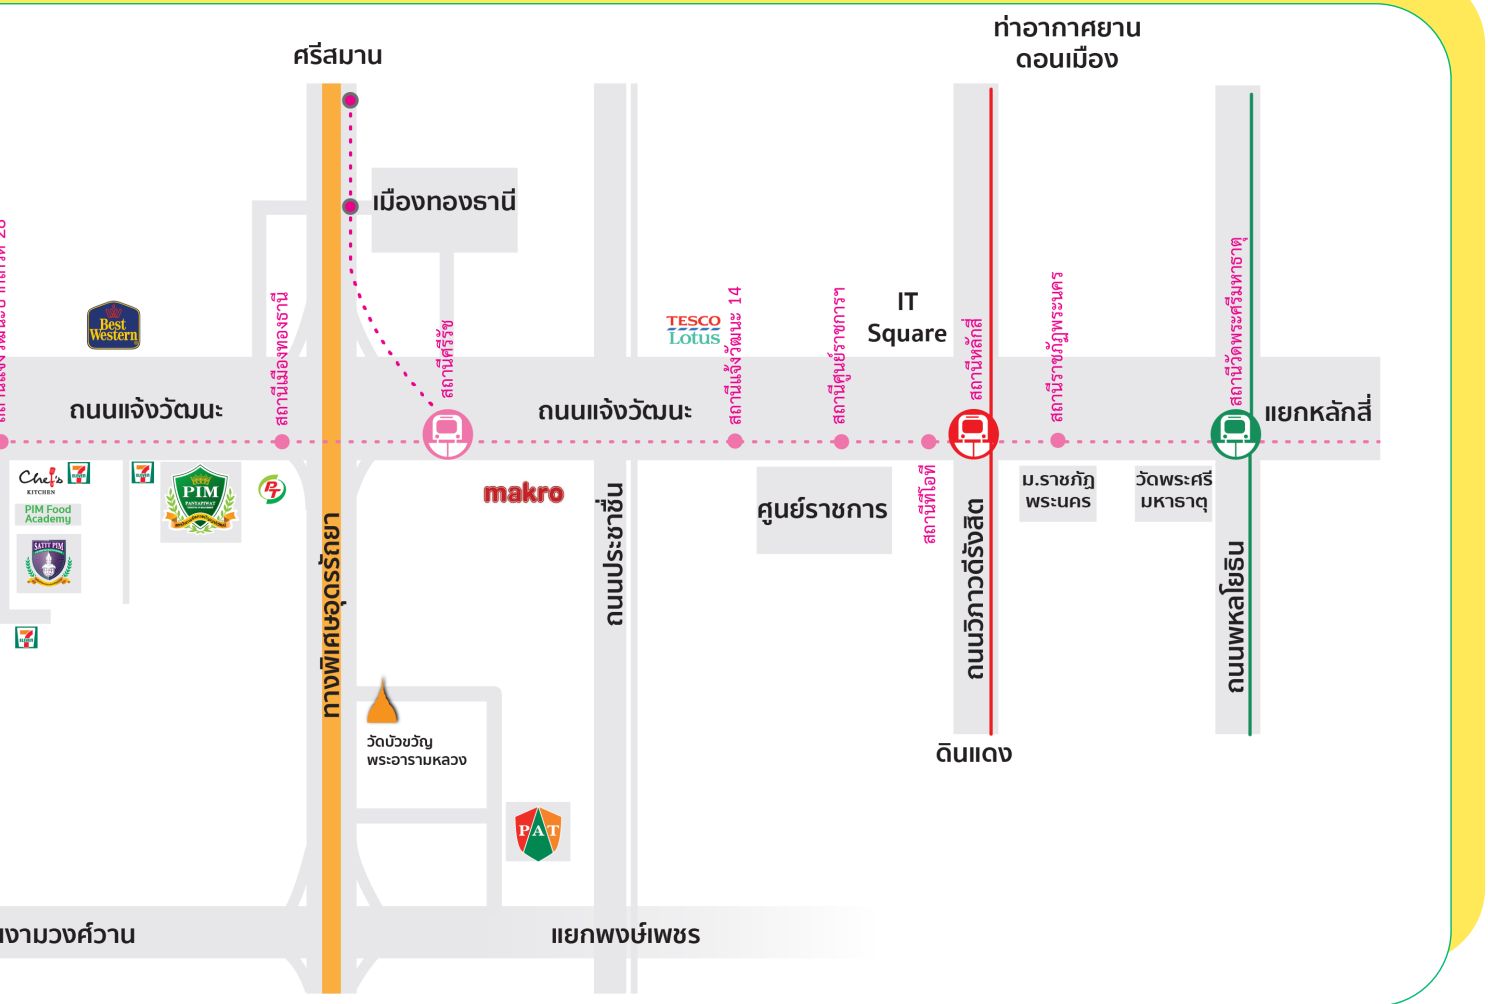 ท่าอากาศยาน
ดอนเมือง
ศรีสมาน
เมืองทองธานี
Best
Western
สถานีเมืองทองธานี
สถานีศรีรัช
TESCO
Lotus
สถานีแจ้งวัฒนะ 14
สถานีศูนย์ราชการฯ
IT
Square
สถานีหลักสี่
สถานีราชภัฏพระนคร
สถานีวัดพระศรีมหาธาตุ
ถนนแจ้งวัฒนะ
ถนนแจ้งวัฒนะ
แยกหลักสี่
Chef's
KITCHEN
7
ELEVEN
7
ELEVEN
PIM
PANYAPIWAT
PT
PIM Food
Academy
SATIT PIM
7
ELEVEN
makro
ศูนย์ราชการ
สถานีทีโอที
ม.ราชภัฏ
พระนคร
วัดพระศรี
มหาธาตุ
ทางพิเศษอุดรรัถยา
ถนนประชาชื่น
ถนนวิภาวดีรังสิต
ถนนพหลโยธิน
ดินแดง
วัดบัวขวัญ
พระอารามหลวง
PAT
งามวงศ์วาน
แยกพงษ์เพชร